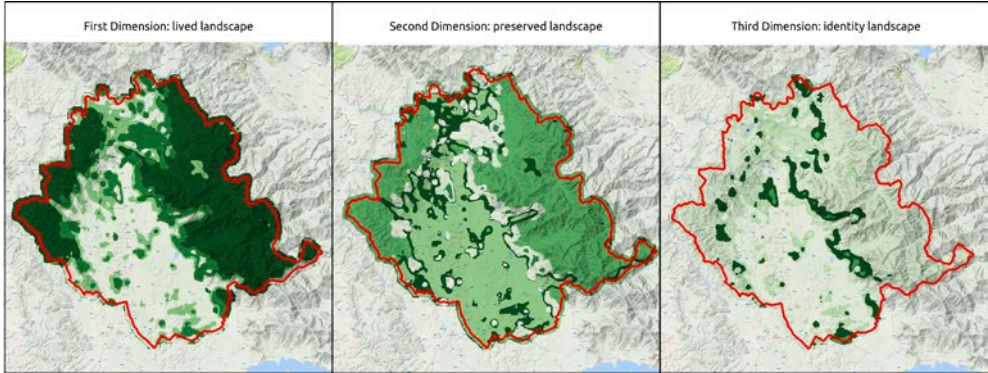 First Dimension: lived landscape
Second Dimension: preserved landscape
Third Dimension: identity landscape